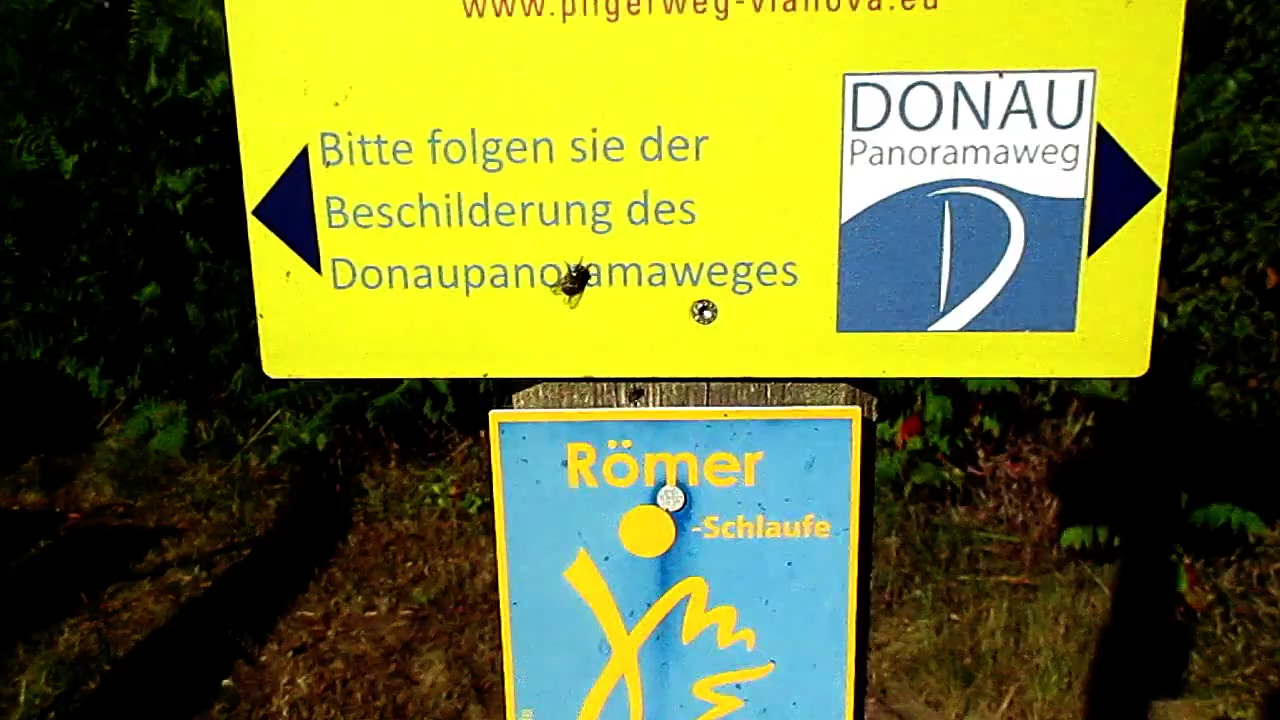 www.pilgerweg-vianova.eu
Bitte folgen sie der
Beschilderung des
Donaupanoramaweges
DONAU
Panoramaweg
Römer
-Schlaufe